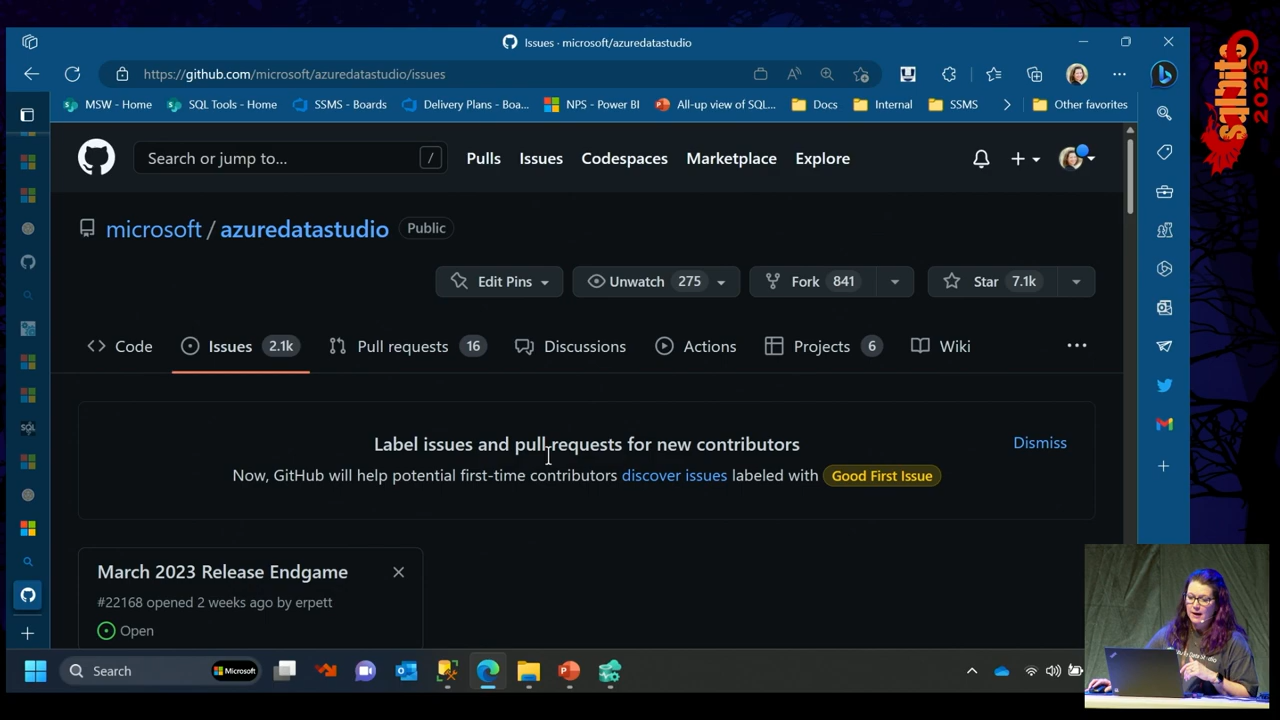 Issues · microsoft/azuredatastudio
https://github.com/microsoft/azuredatastudio/issues
MSW - Home
SQL Tools - Home
SSMS - Boards
Delivery Plans - Boa...
NPS - Power BI
All-up view of SQL...
Docs
Internal
SSMS
Other favorites
Search or jump to...
/
Pulls
Issues
Codespaces
Marketplace
Explore
microsoft / azuredatastudio
Public
Edit Pins
Unwatch 275
Fork 841
Star 7.1k
Code
Issues 2.1k
Pull requests 16
Discussions
Actions
Projects 6
Wiki
Label issues and pull requests for new contributors
Dismiss
Now, GitHub will help potential first-time contributors discover issues labeled with Good First Issue
March 2023 Release Endgame
#22168 opened 2 weeks ago by erpett
Open
Search
Microsoft
sqlbits
2023